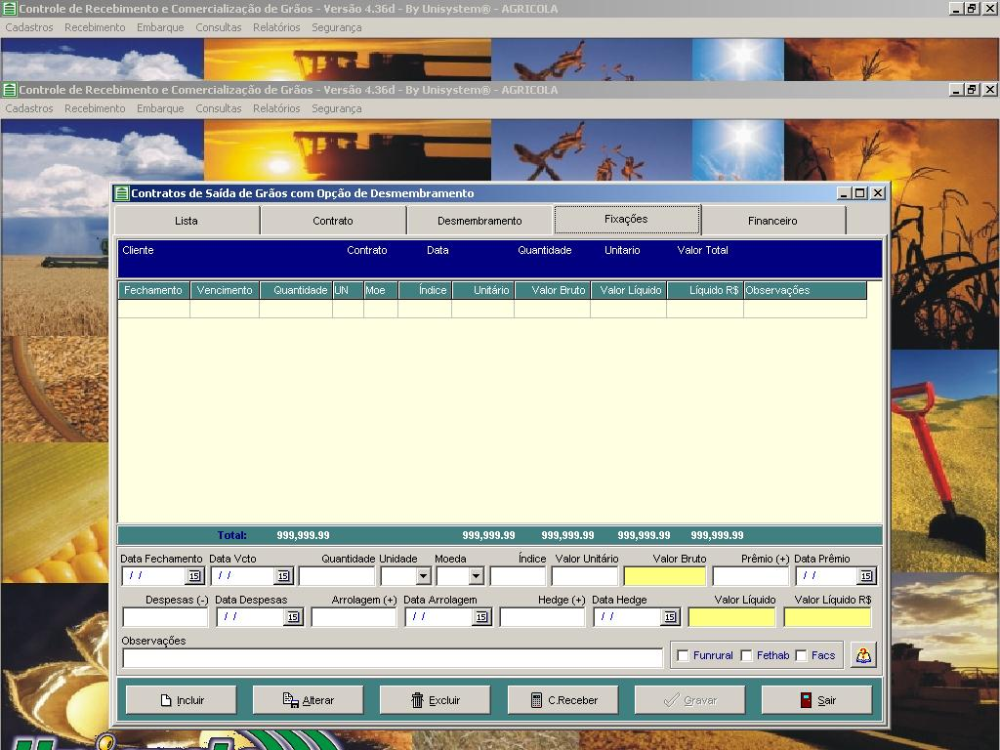 Controle de Recebimento e Comercialização de Grãos - Versão 4.36d - By Unisystem® - AGRICOLA
Cadastros Recebimento Embarque Consultas Relatórios Segurança
Controle de Recebimento e Comercialização de Grãos - Versão 4.36d - By Unisystem® - AGRICOLA
Cadastros Recebimento Embarque Consultas Relatórios Segurança
Contratos de Saída de Grãos com Opção de Desmembramento
Lista Contrato Desmembramento Fixações Financeiro
Cliente Contrato Data Quantidade Unitario Valor Total
Fechamento Vencimento Quantidade UN Moe Índice Unitário Valor Bruto Valor Líquido Líquido R$ Observações
Total: 999,999.99 999,999.99 999,999.99 999,999.99 999,999.99
Data Fechamento Data Vcto Quantidade Unidade Moeda Índice Valor Unitário Valor Bruto Prêmio (+) Data Prêmio
/ / 15 / / 15 / / 15
Despesas (-) Data Despesas Arrolagem (+) Data Arrolagem Hedge (+) Data Hedge Valor Líquido Valor Líquido R$
/ / 15 / / 15 / / 15
Observações
Funrural Fethab Facs
Incluir Alterar Excluir C.Receber Gravar Sair